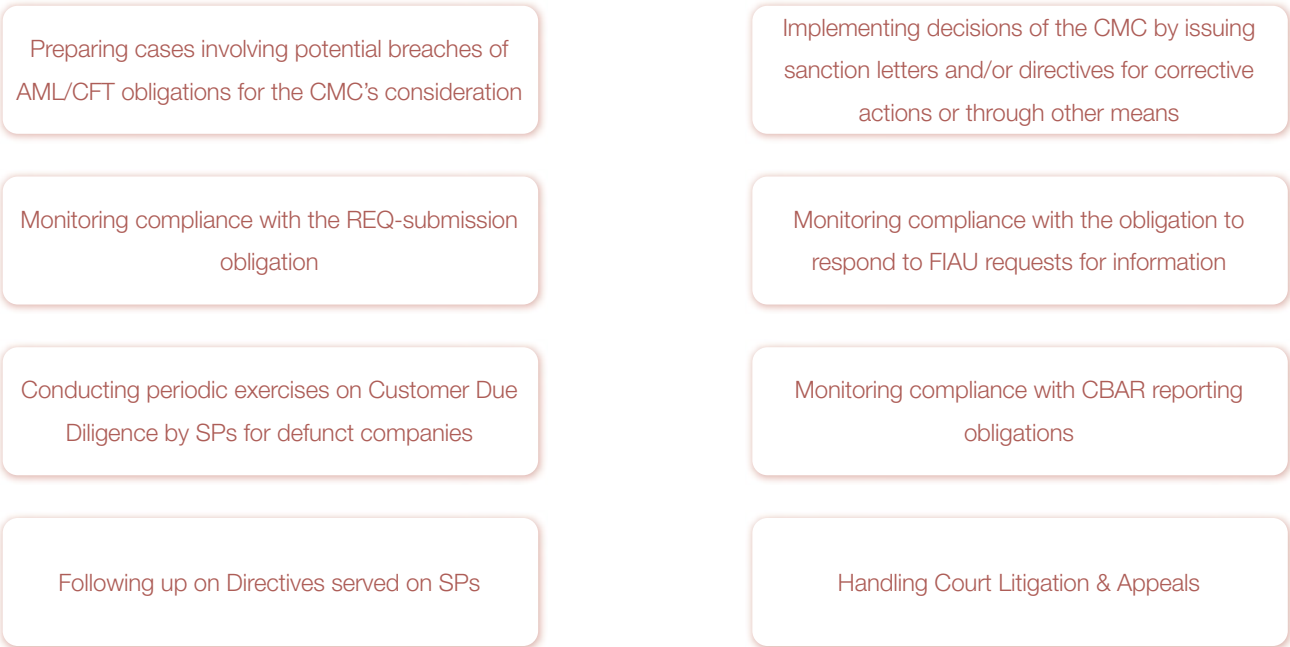 Preparing cases involving potential breaches of
AML/CFT obligations for the CMC’s consideration
Implementing decisions of the CMC by issuing
sanction letters and/or directives for corrective
actions or through other means
Monitoring compliance with the REQ-submission
obligation
Monitoring compliance with the obligation to
respond to FIAU requests for information
Conducting periodic exercises on Customer Due
Diligence by SPs for defunct companies
Monitoring compliance with CBAR reporting
obligations
Following up on Directives served on SPs
Handling Court Litigation & Appeals